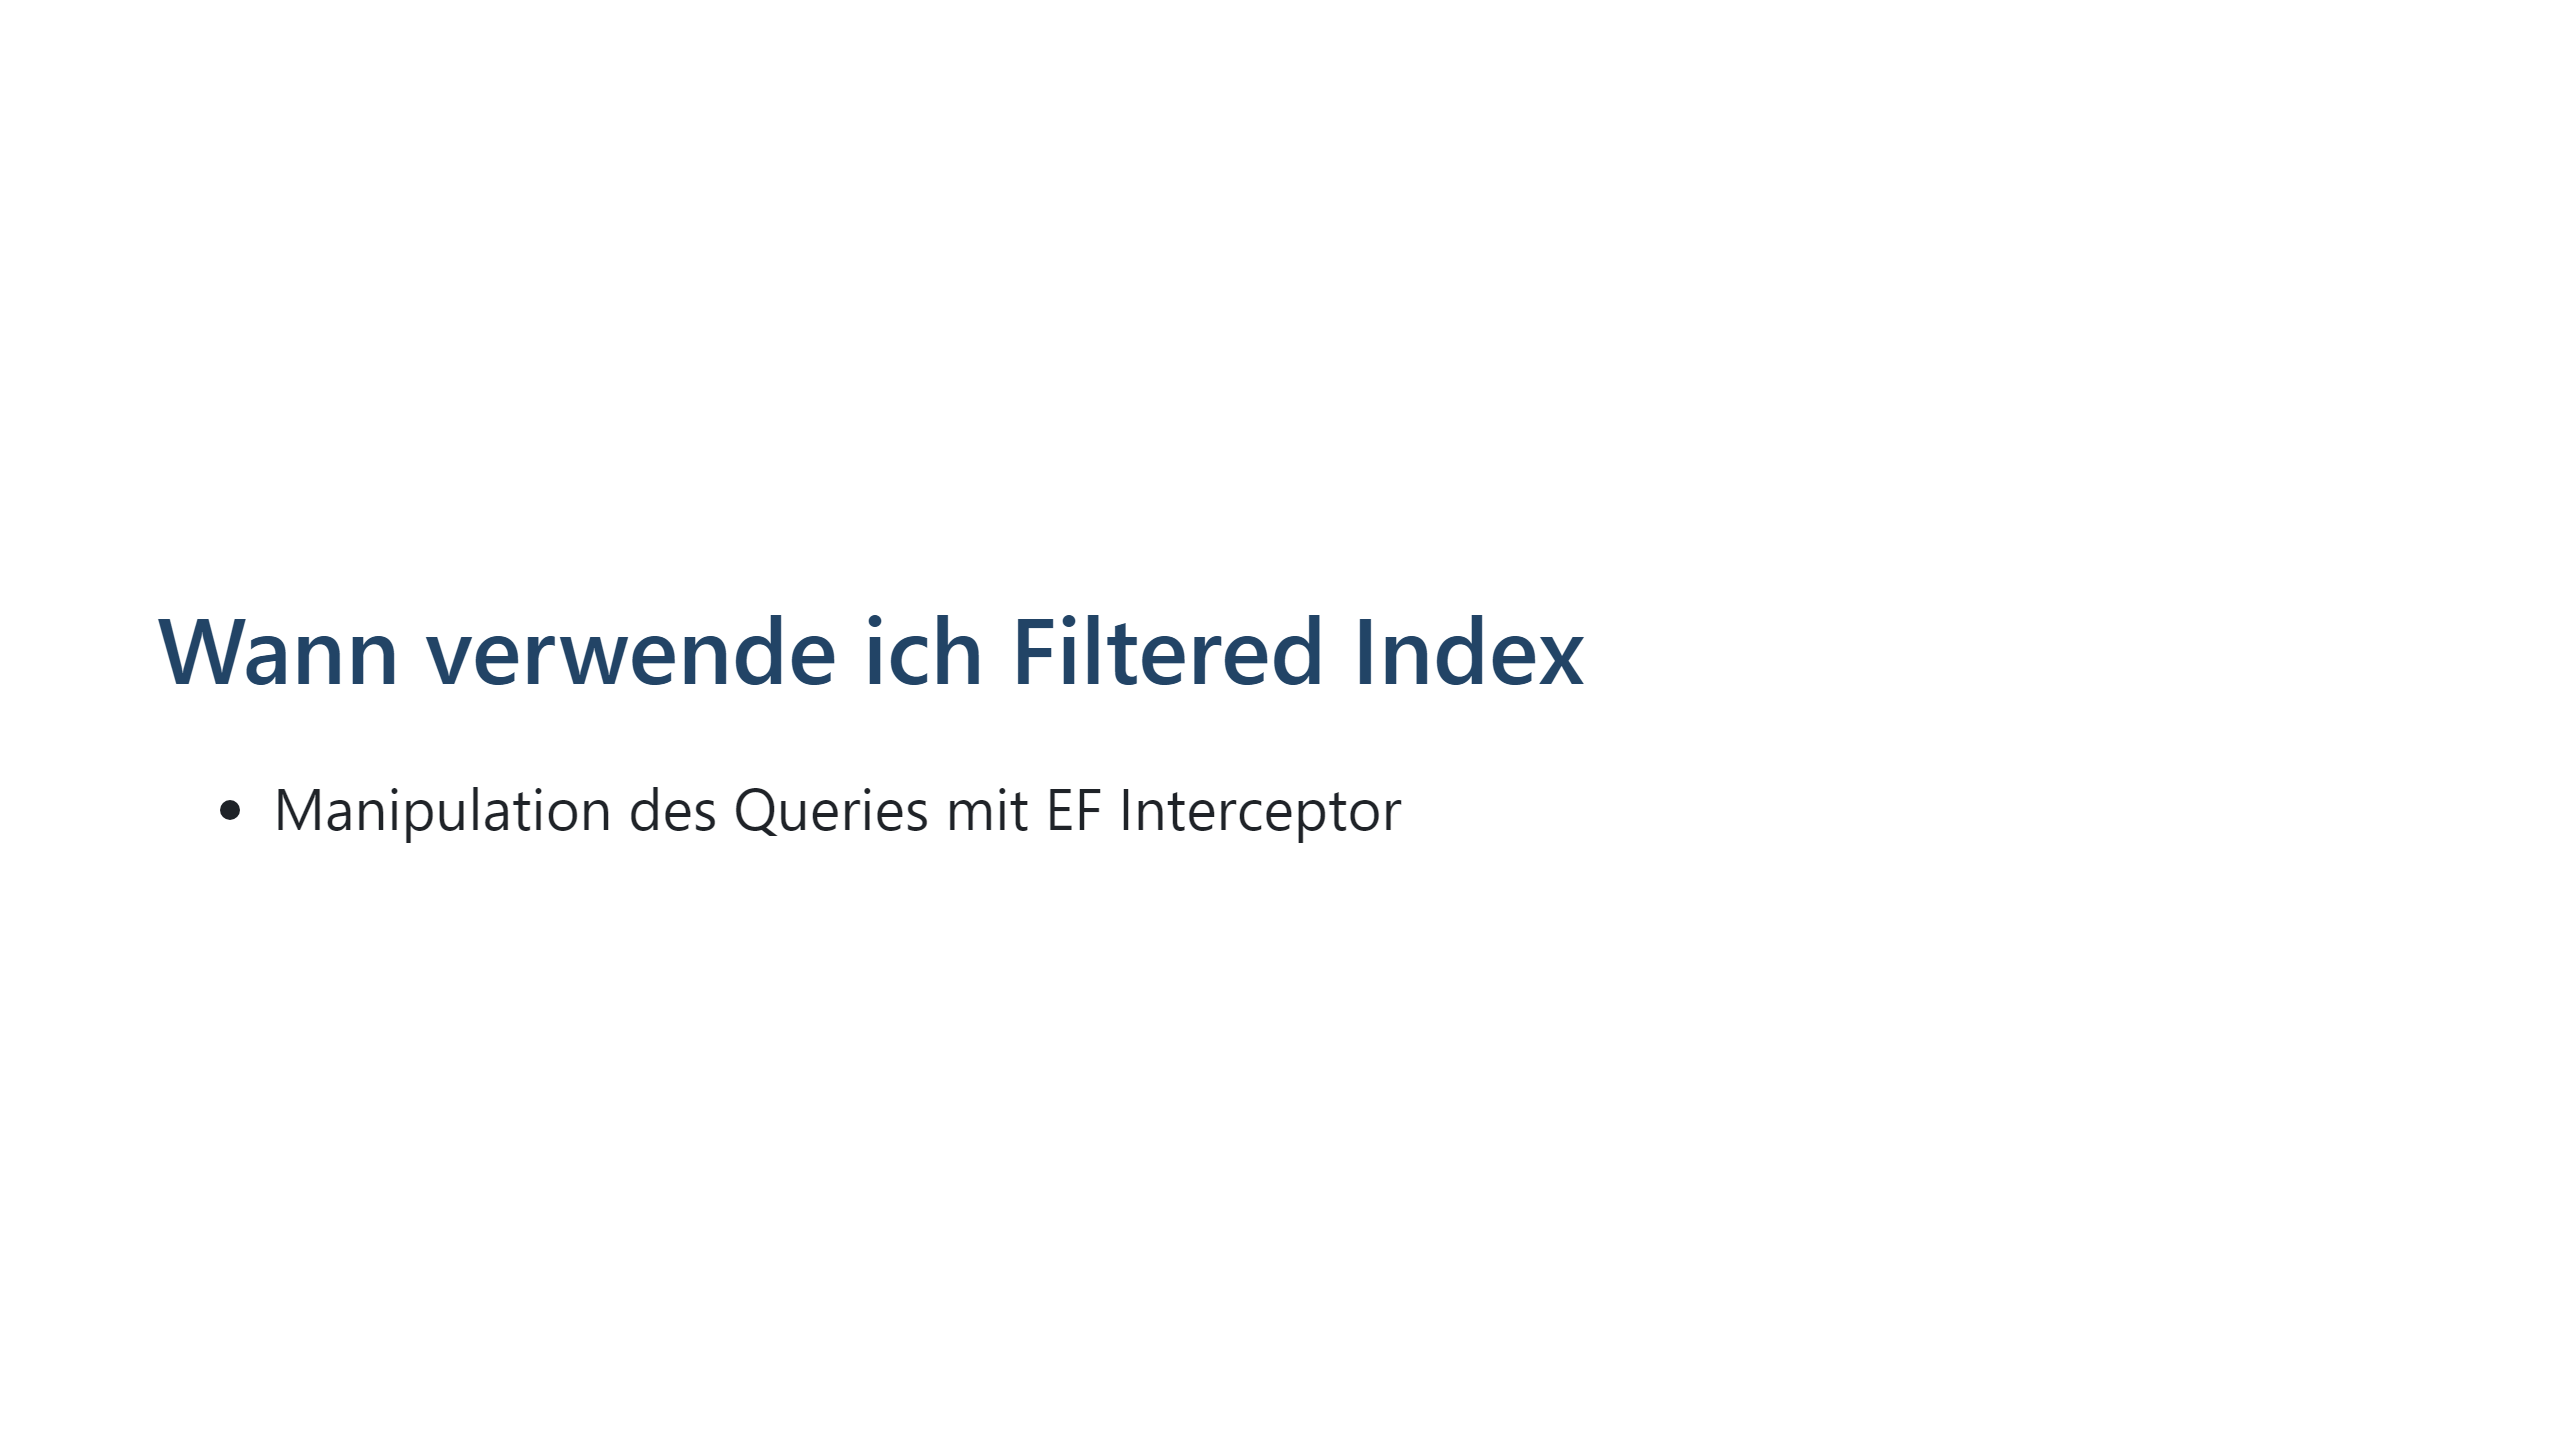 Wann verwende ich Filtered Index
• Manipulation des Queries mit EF Interceptor